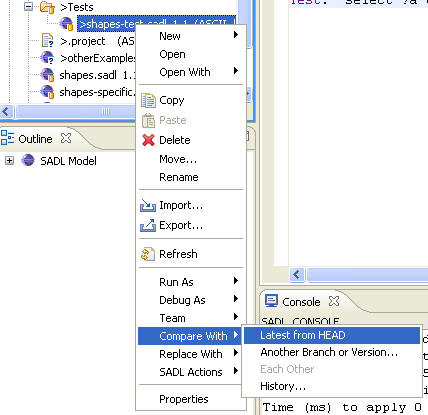 >Tests
>shapes-test.sadl 1.1 (ASCII
>.project (AS
>otherExamples
shapes.sadl 1.
shapes-specific.
Test: select ?a
Outline
SADL Model
New
Open
Open With
Copy
Paste
Delete
Move...
Rename
Import...
Export...
Refresh
Run As
Debug As
Team
Compare With
Replace With
SADL Actions
Properties
Latest from HEAD
Another Branch or Version...
Each Other
History...
Console
SADL CONSOLE
Time (ms) to apply 0